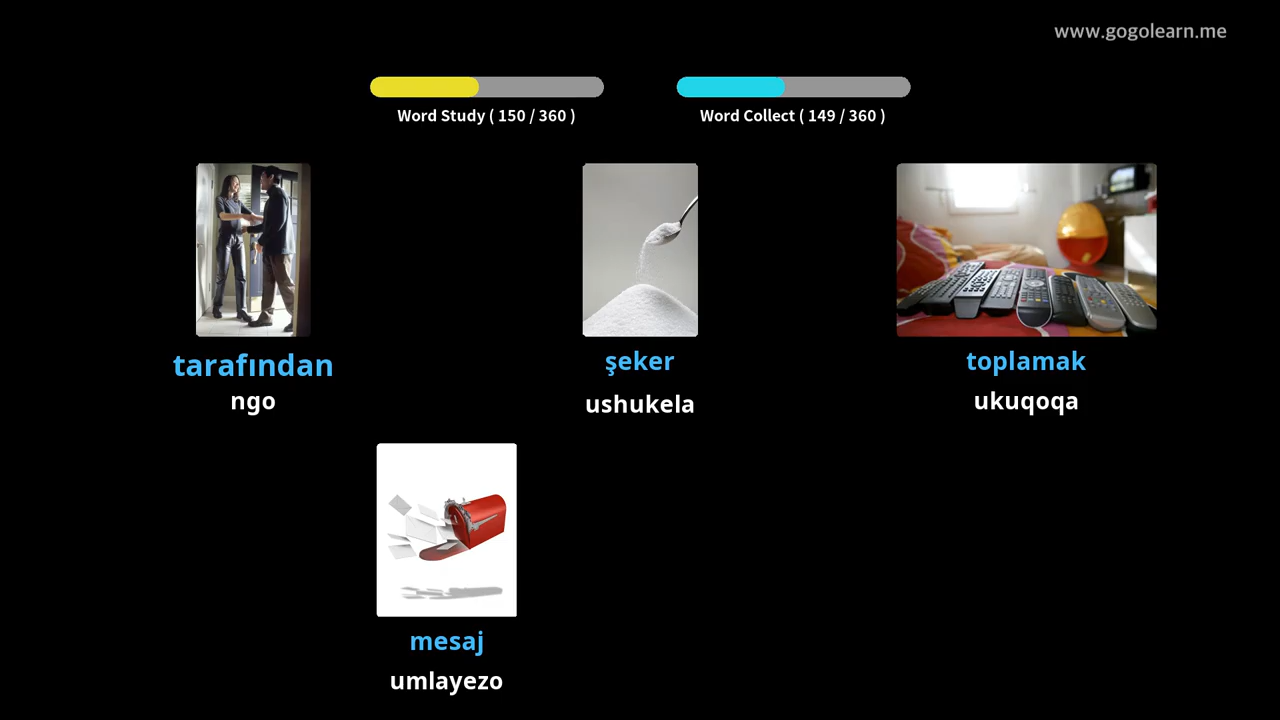 www.gogolearn.me
Word Study ( 150 / 360 )
Word Collect ( 149 / 360 )
tarafından
ngo
şeker
ushukela
toplamak
ukuqoqa
mesaj
umlayezo